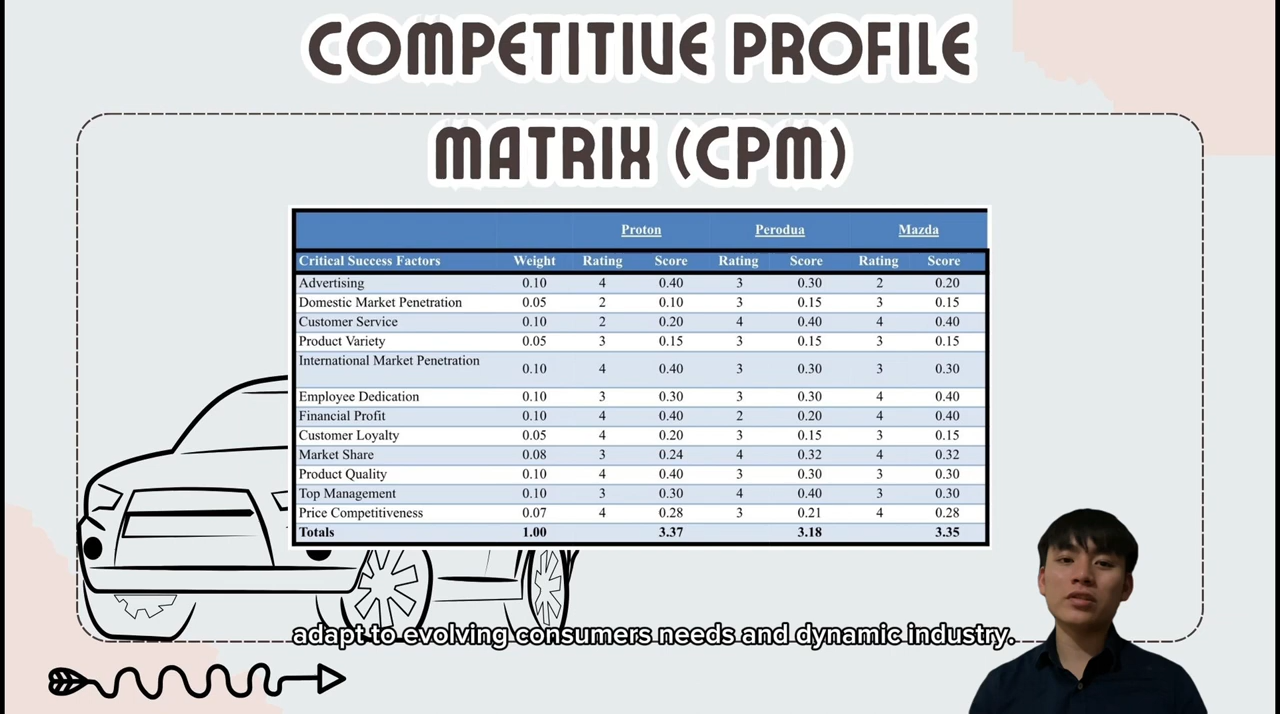 COMPETITIVE PROFILE
MATRIX (CPM)
Proton Perodua Mazda
Critical Success Factors Weight Rating Score Rating Score Rating Score
Advertising 0.10 4 0.40 3 0.30 2 0.20
Domestic Market Penetration 0.05 2 0.10 3 0.15 3 0.15
Customer Service 0.10 2 0.20 4 0.40 4 0.40
Product Variety 0.05 3 0.15 3 0.15 3 0.15
International Market Penetration 0.10 4 0.40 3 0.30 3 0.30
Employee Dedication 0.10 3 0.30 3 0.30 4 0.40
Financial Profit 0.10 4 0.40 2 0.20 4 0.40
Customer Loyalty 0.05 4 0.20 3 0.15 3 0.15
Market Share 0.08 3 0.24 4 0.32 4 0.32
Product Quality 0.10 4 0.40 3 0.30 3 0.30
Top Management 0.10 3 0.30 4 0.40 3 0.30
Price Competitiveness 0.07 4 0.28 3 0.21 4 0.28
Totals 1.00 3.37 3.18 3.35
adapt to evolving consumers needs and dynamic industry.